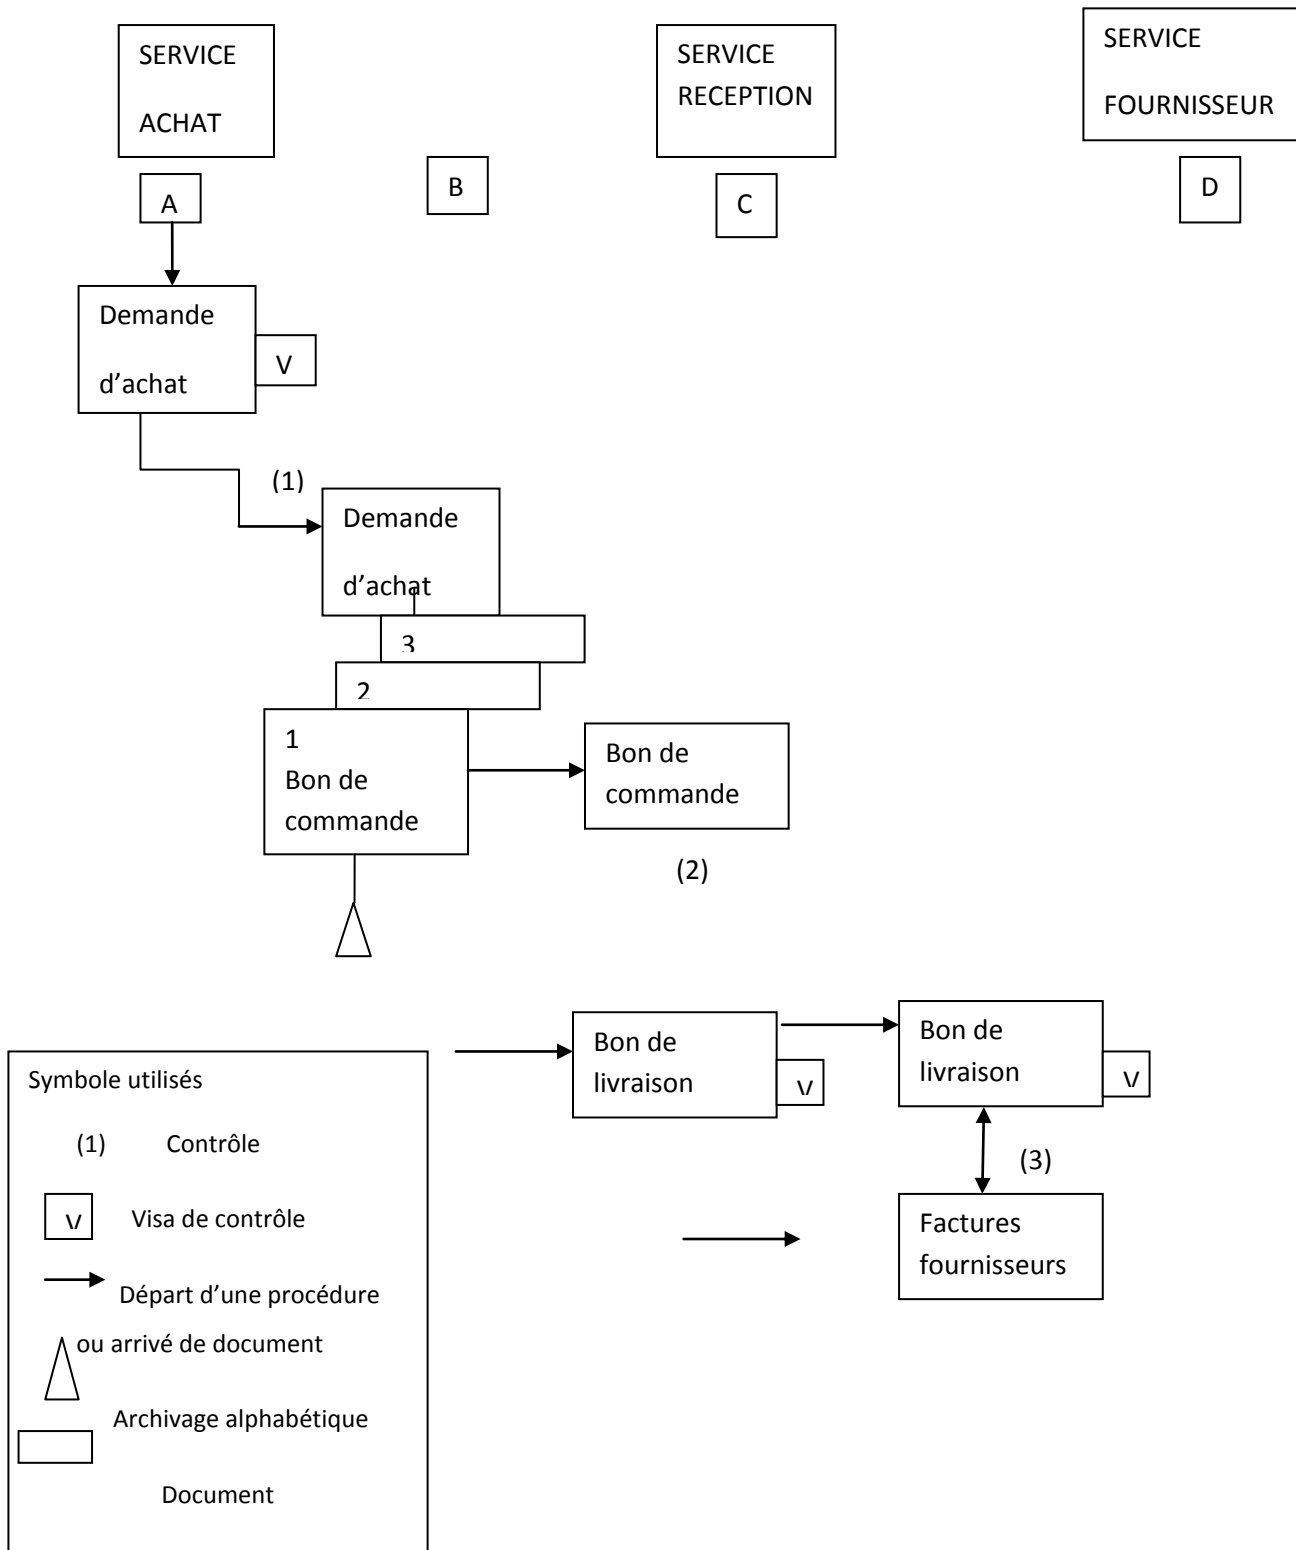 SERVICE
ACHAT
SERVICE
RECEPTION
SERVICE
FOURNISSEUR
A
B
C
D
Demande
d’achat
V
(1)
Demande
d’achat
3
2
1
Bon de
commande
Bon de
commande
(2)
Bon de
livraison
V
Bon de
livraison
V
(3)
Factures
fournisseurs
Symbole utilisés
(1) Contrôle
V Visa de contrôle
Départ d’une procédure
ou arrivé de document
Archivage alphabétique
Document